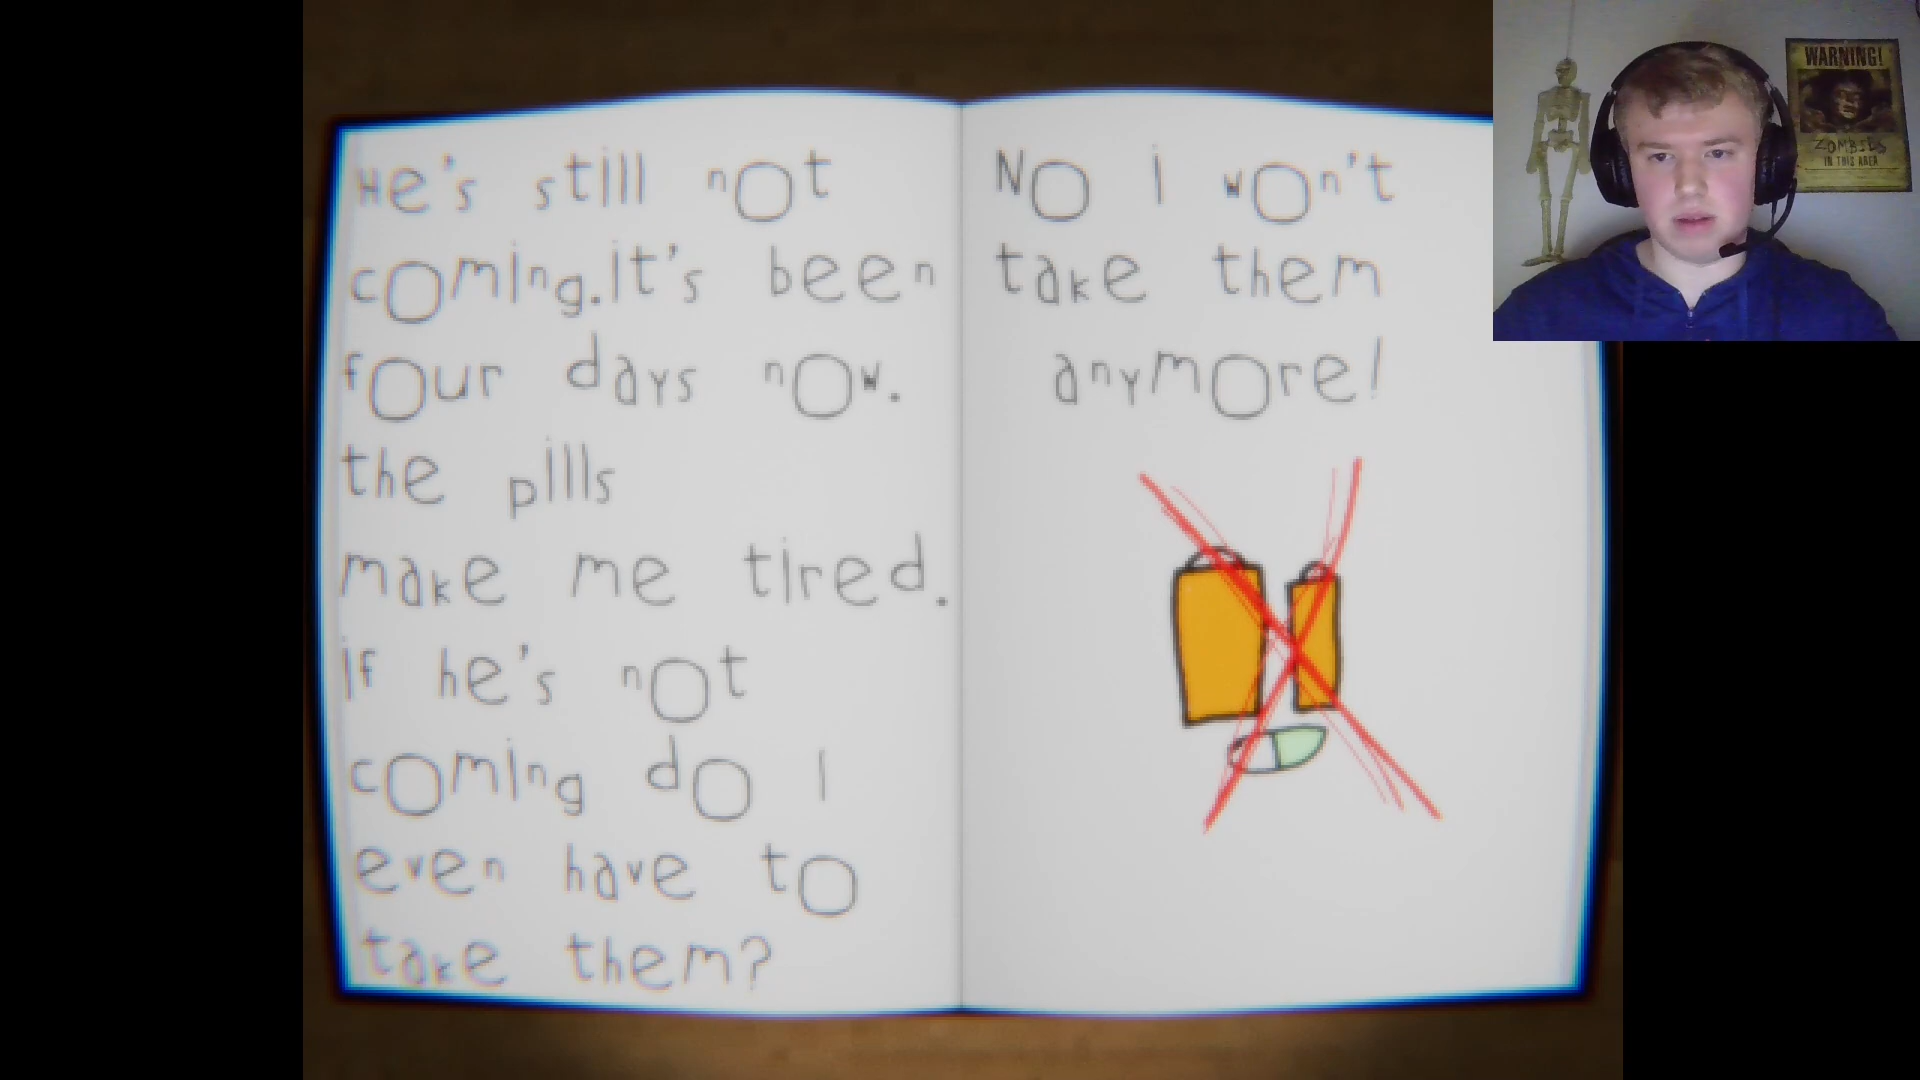 He's still not
coming.It's been
four days now.
the pills
make me tired.
If he's not
coming do I
even have to
take them?
NO i won't
take them
anymore!
WARNING!
ZOMBIES
IN THIS AREA